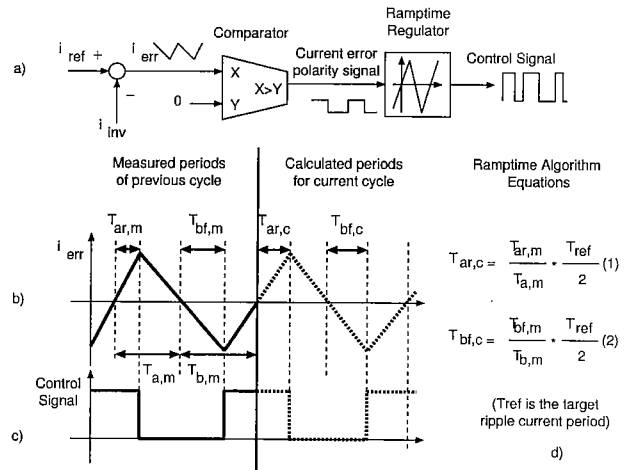 Ramptime
Regulator
Comparator
i ref +
i err
a)
X
X>Y
Y
0
−
i inv
Current error
polarity signal
Control Signal
Measured periods
of previous cycle
Calculated periods
for current cycle
Ramptime Algorithm
Equations
T ar,m
T bf,m
T ar,c
T bf,c
i err
b)
T a,m
T b,m
T ar,c = T ar,m / T a,m * T ref / 2 (1)
T bf,c = T bf,m / T b,m * T ref / 2 (2)
Control
Signal
c)
(Tref is the target
ripple current period)
d)